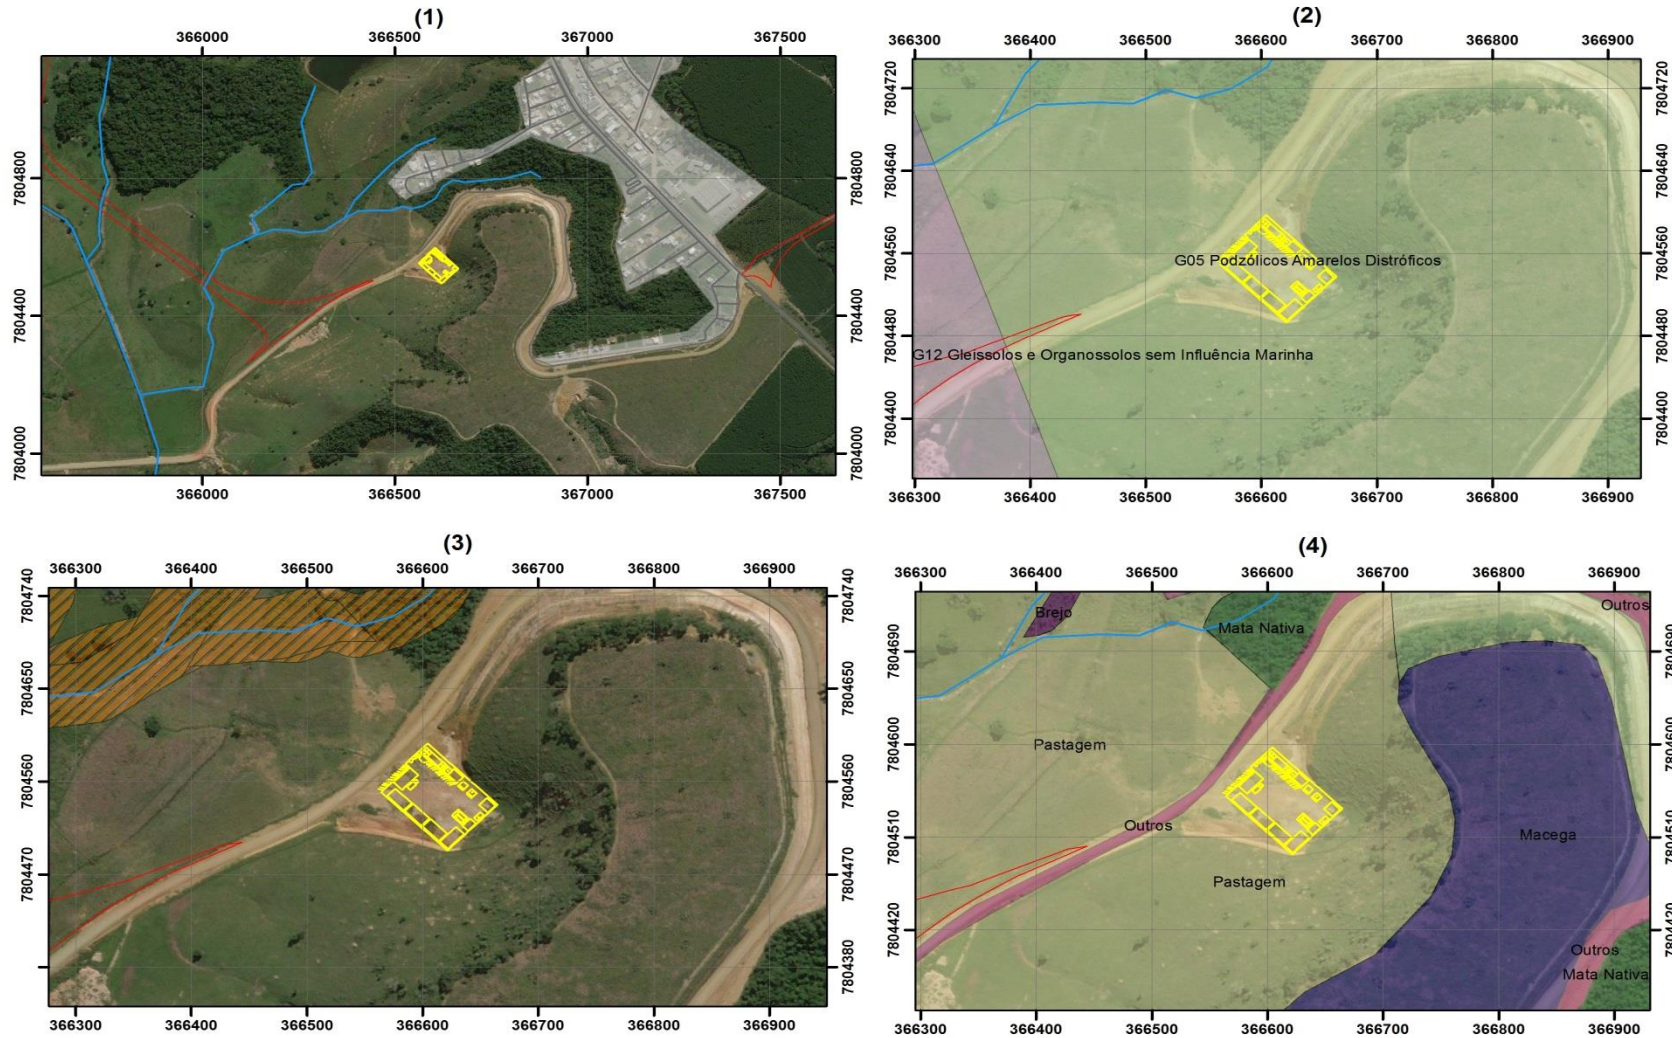 (1)
366000 366500 367000 367500
7804800 7804800
7804400 7804400
7804000 7804000
366000 366500 367000 367500
(2)
366300 366400 366500 366600 366700 366800 366900
7804720 7804720
7804640 7804640
7804560 7804560
G05 Podzólicos Amarelos Distróficos
7804480 7804480
G12 Gleissolos e Organossolos sem Influência Marinha
7804400 7804400
366300 366400 366500 366600 366700 366800 366900
(3)
366300 366400 366500 366600 366700 366800 366900
7804740 7804740
7804650 7804650
7804560 7804560
7804470 7804470
7804380 7804380
366300 366400 366500 366600 366700 366800 366900
(4)
366300 366400 366500 366600 366700 366800 366900
Outros
Brejo
Mata Nativa
7804690 7804690
Pastagem
7804600 7804600
Outros
Macega
7804510 7804510
Pastagem
7804420 7804420
Outros
Mata Nativa
366300 366400 366500 366600 366700 366800 366900